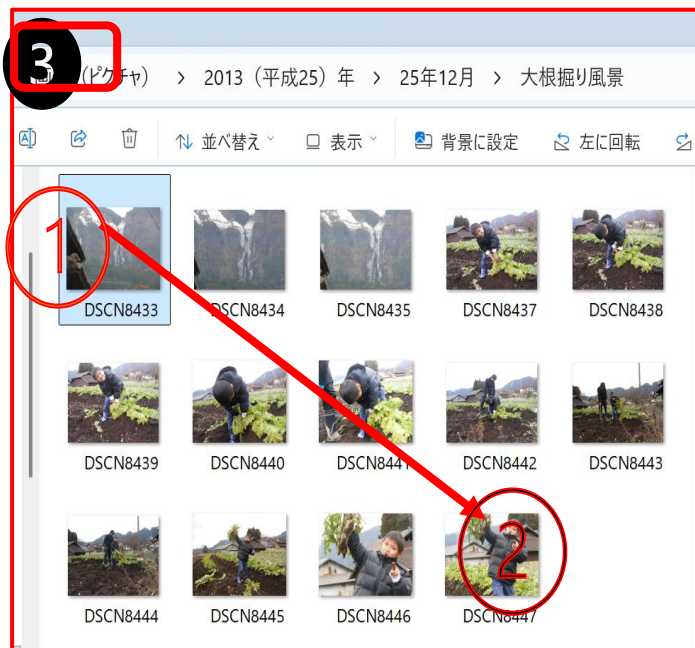 3
(ピクチャ) > 2013（平成25）年 > 25年12月 > 大根掘り風景
並べ替え 表示 背景に設定 左に回転
1
DSCN8433 DSCN8434 DSCN8435 DSCN8437 DSCN8438
DSCN8439 DSCN8440 DSCN8441 DSCN8442 DSCN8443
2
DSCN8444 DSCN8445 DSCN8446 DSCN8447